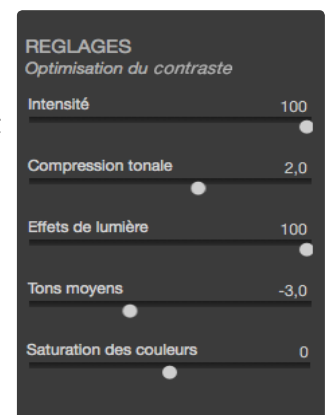 REGLAGES
Optimisation du contraste
Intensité 100
Compression tonale 2,0
Effets de lumière 100
Tons moyens -3,0
Saturation des couleurs 0